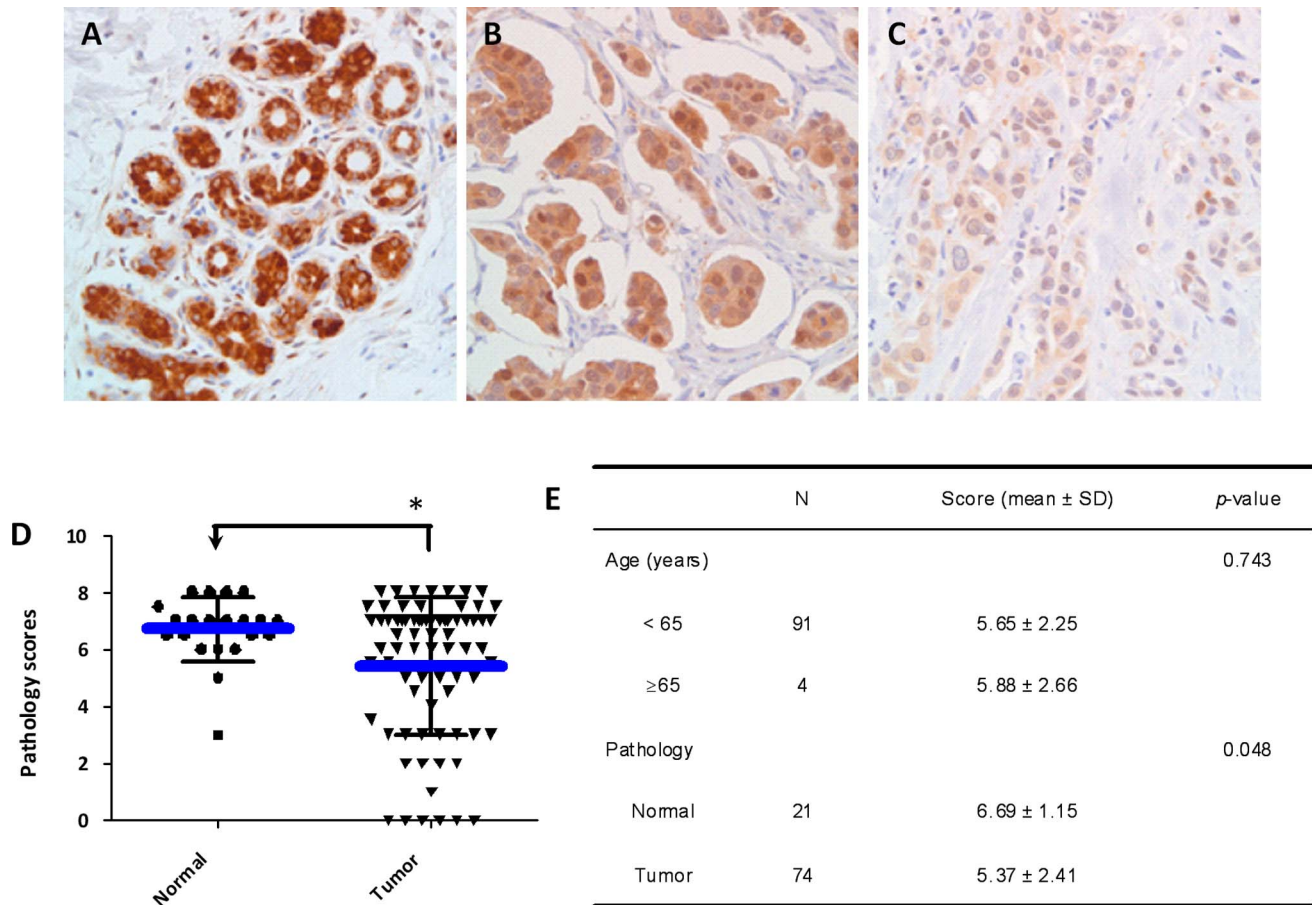 A
B
C
D
*
10
8
6
4
2
0
Pathology scores
Normal
Tumor
E
N Score (mean ± SD) p-value
Age (years) 0.743
< 65 91 5.65 ± 2.25
≥65 4 5.88 ± 2.66
Pathology 0.048
Normal 21 6.69 ± 1.15
Tumor 74 5.37 ± 2.41